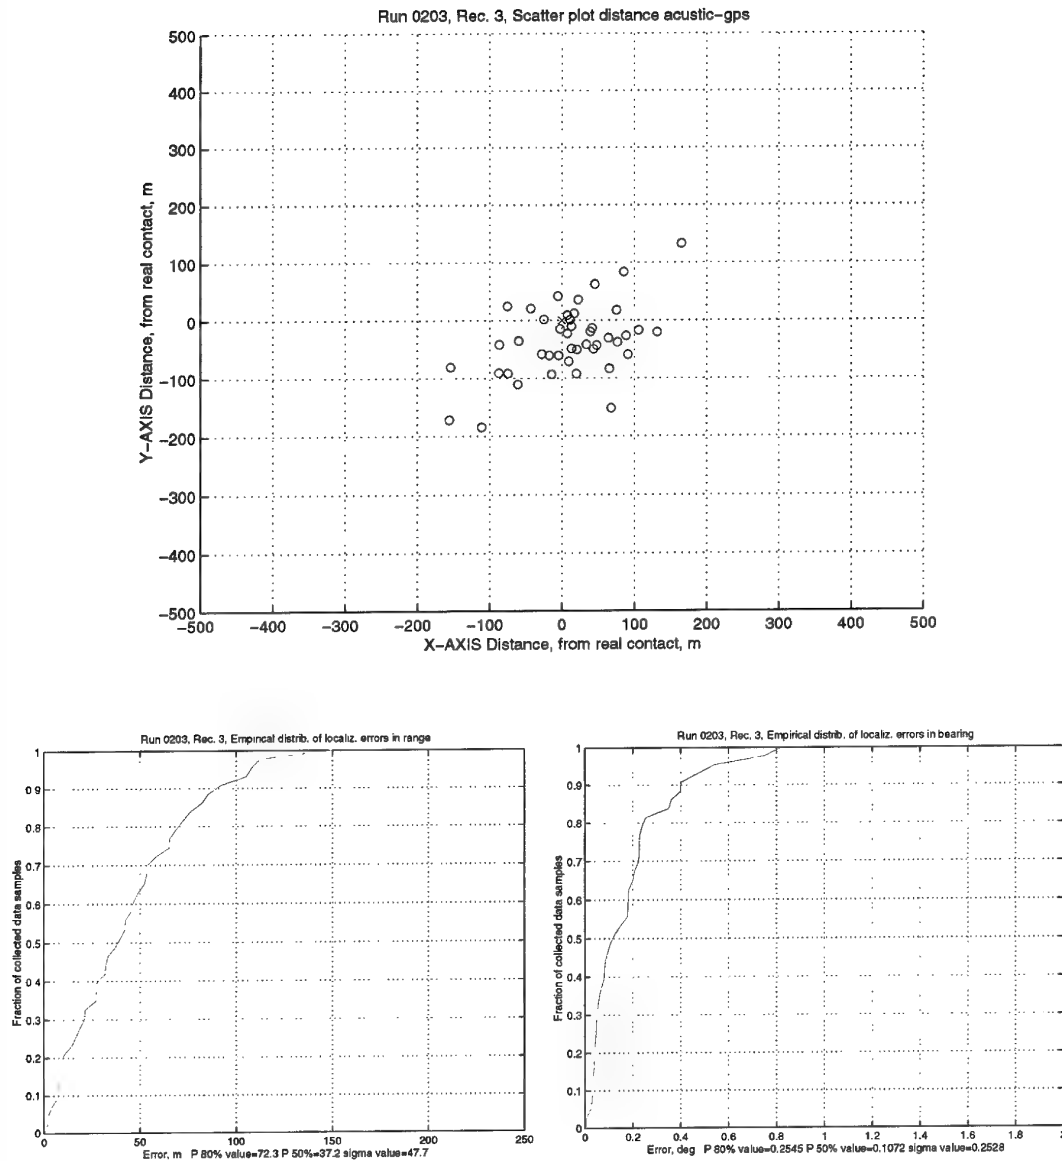 Run 0203, Rec. 3, Scatter plot distance acustic-gps
500
400
300
200
100
0
−100
−200
−300
−400
−500
Y−AXIS Distance, from real contact, m
−500 −400 −300 −200 −100 0 100 200 300 400 500
X−AXIS Distance, from real contact, m
Run 0203, Rec. 3, Empirical distrib. of localiz. errors in range
1
0.9
0.8
0.7
0.6
0.5
0.4
0.3
0.2
0.1
0
Fraction of collected data samples
0 50 100 150 200 250
Error, m P 80% value=72.3 P 50%=37.2 sigma value=47.7
Run 0203, Rec. 3, Empirical distrib. of localiz. errors in bearing
1
0.9
0.8
0.7
0.6
0.5
0.4
0.3
0.2
0.1
0
Fraction of collected data samples
0 0.2 0.4 0.6 0.8 1 1.2 1.4 1.6 1.8 2
Error, deg P 80% value=0.2545 P 50% value=0.1072 sigma value=0.2528